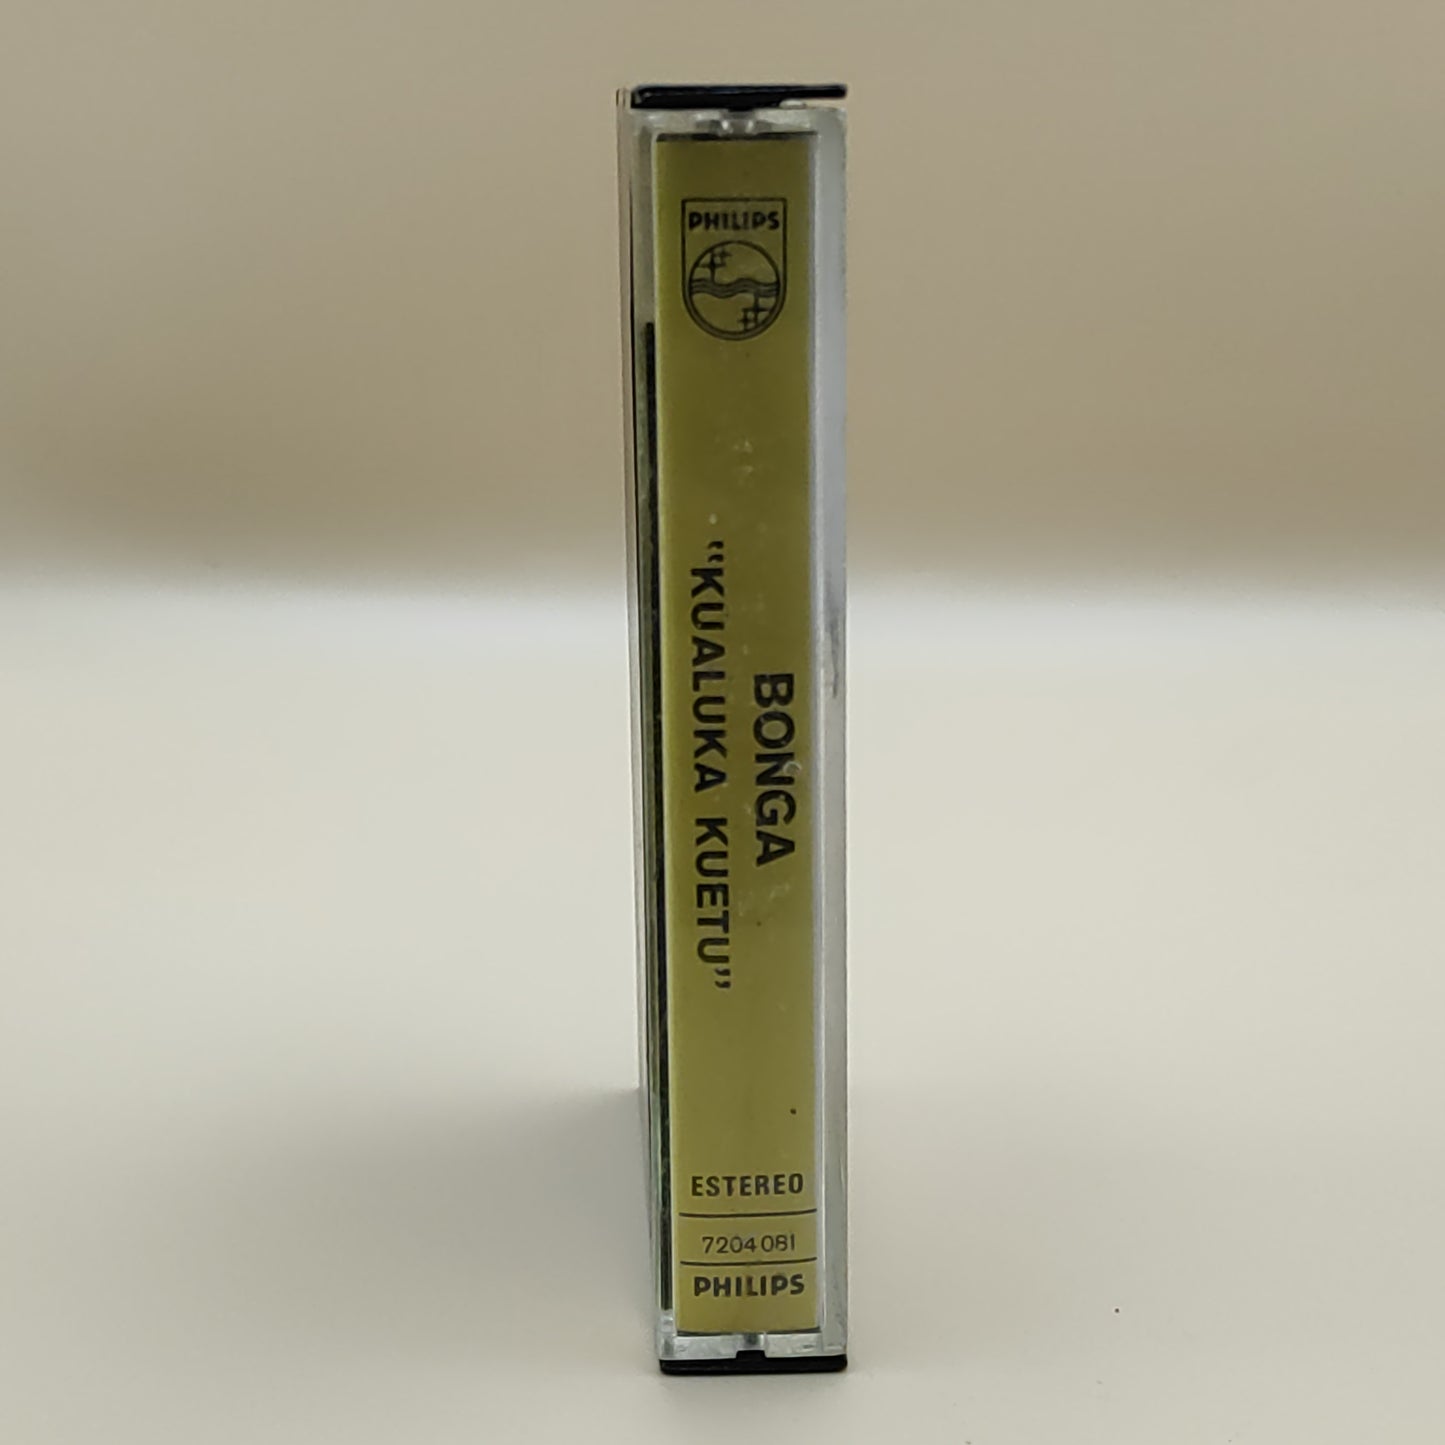 PHILIPS
BONGA
“KUALUKA KUETU”
ESTEREO
7204 081
PHILIPS